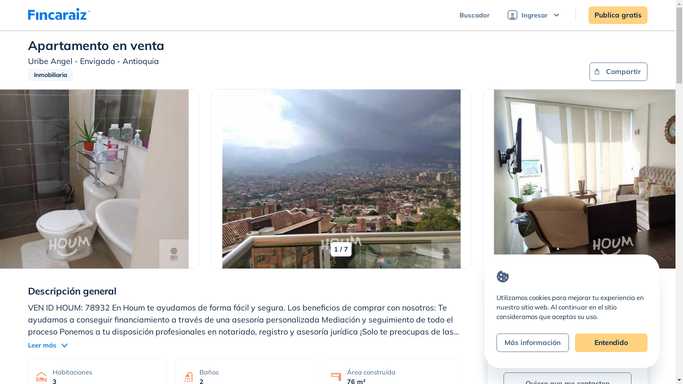 Fincaraiz
Buscador
Ingresar
Publica gratis
Apartamento en venta
Uribe Angel - Envigado - Antioquia
Inmobiliaria
Compartir
HOUM
HOUM
HOUM
1 / 7
Descripción general
VEN ID HOUM: 78932 En Houm te ayudamos de forma fácil y segura. Los beneficios de comprar con nosotros: Te
ayudamos a conseguir financiamiento a través de una asesoría personalizada Mediación y seguimiento de todo el
proceso Ponemos a tu disposición profesionales en notariado, registro y asesoría jurídica ¡Solo te preocupas de las...
Leer más
Habitaciones
3
Baños
2
Área construida
76 m²
Utilizamos cookies para mejorar tu experiencia en
nuestro sitio web. Al continuar en el sitio
consideramos que aceptas su uso.
Más información
Entendido
Quiero que me contacten